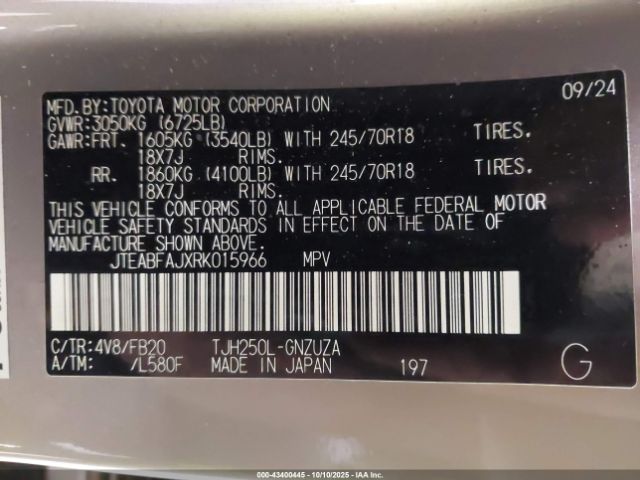 09/24
MFD.BY:TOYOTA MOTOR CORPORATION
GVWR:3050KG (6725LB)
GAWR:FRT. 1605KG (3540LB) WITH 245/70R18 TIRES.
18X7J RIMS.
RR. 1860KG (4100LB) WITH 245/70R18 TIRES.
18X7J RIMS.
THIS VEHICLE CONFORMS TO ALL APPLICABLE FEDERAL MOTOR
VEHICLE SAFETY STANDARDS IN EFFECT ON THE DATE OF
MANUFACTURE SHOWN ABOVE.
JTEABFAJXRK015966 MPV
C/TR:4V8/FB20 TJH250L-GNZUZA
A/TM: /L580F MADE IN JAPAN 197 G
000-43400445 - 10/10/2025 - IAA, Inc.